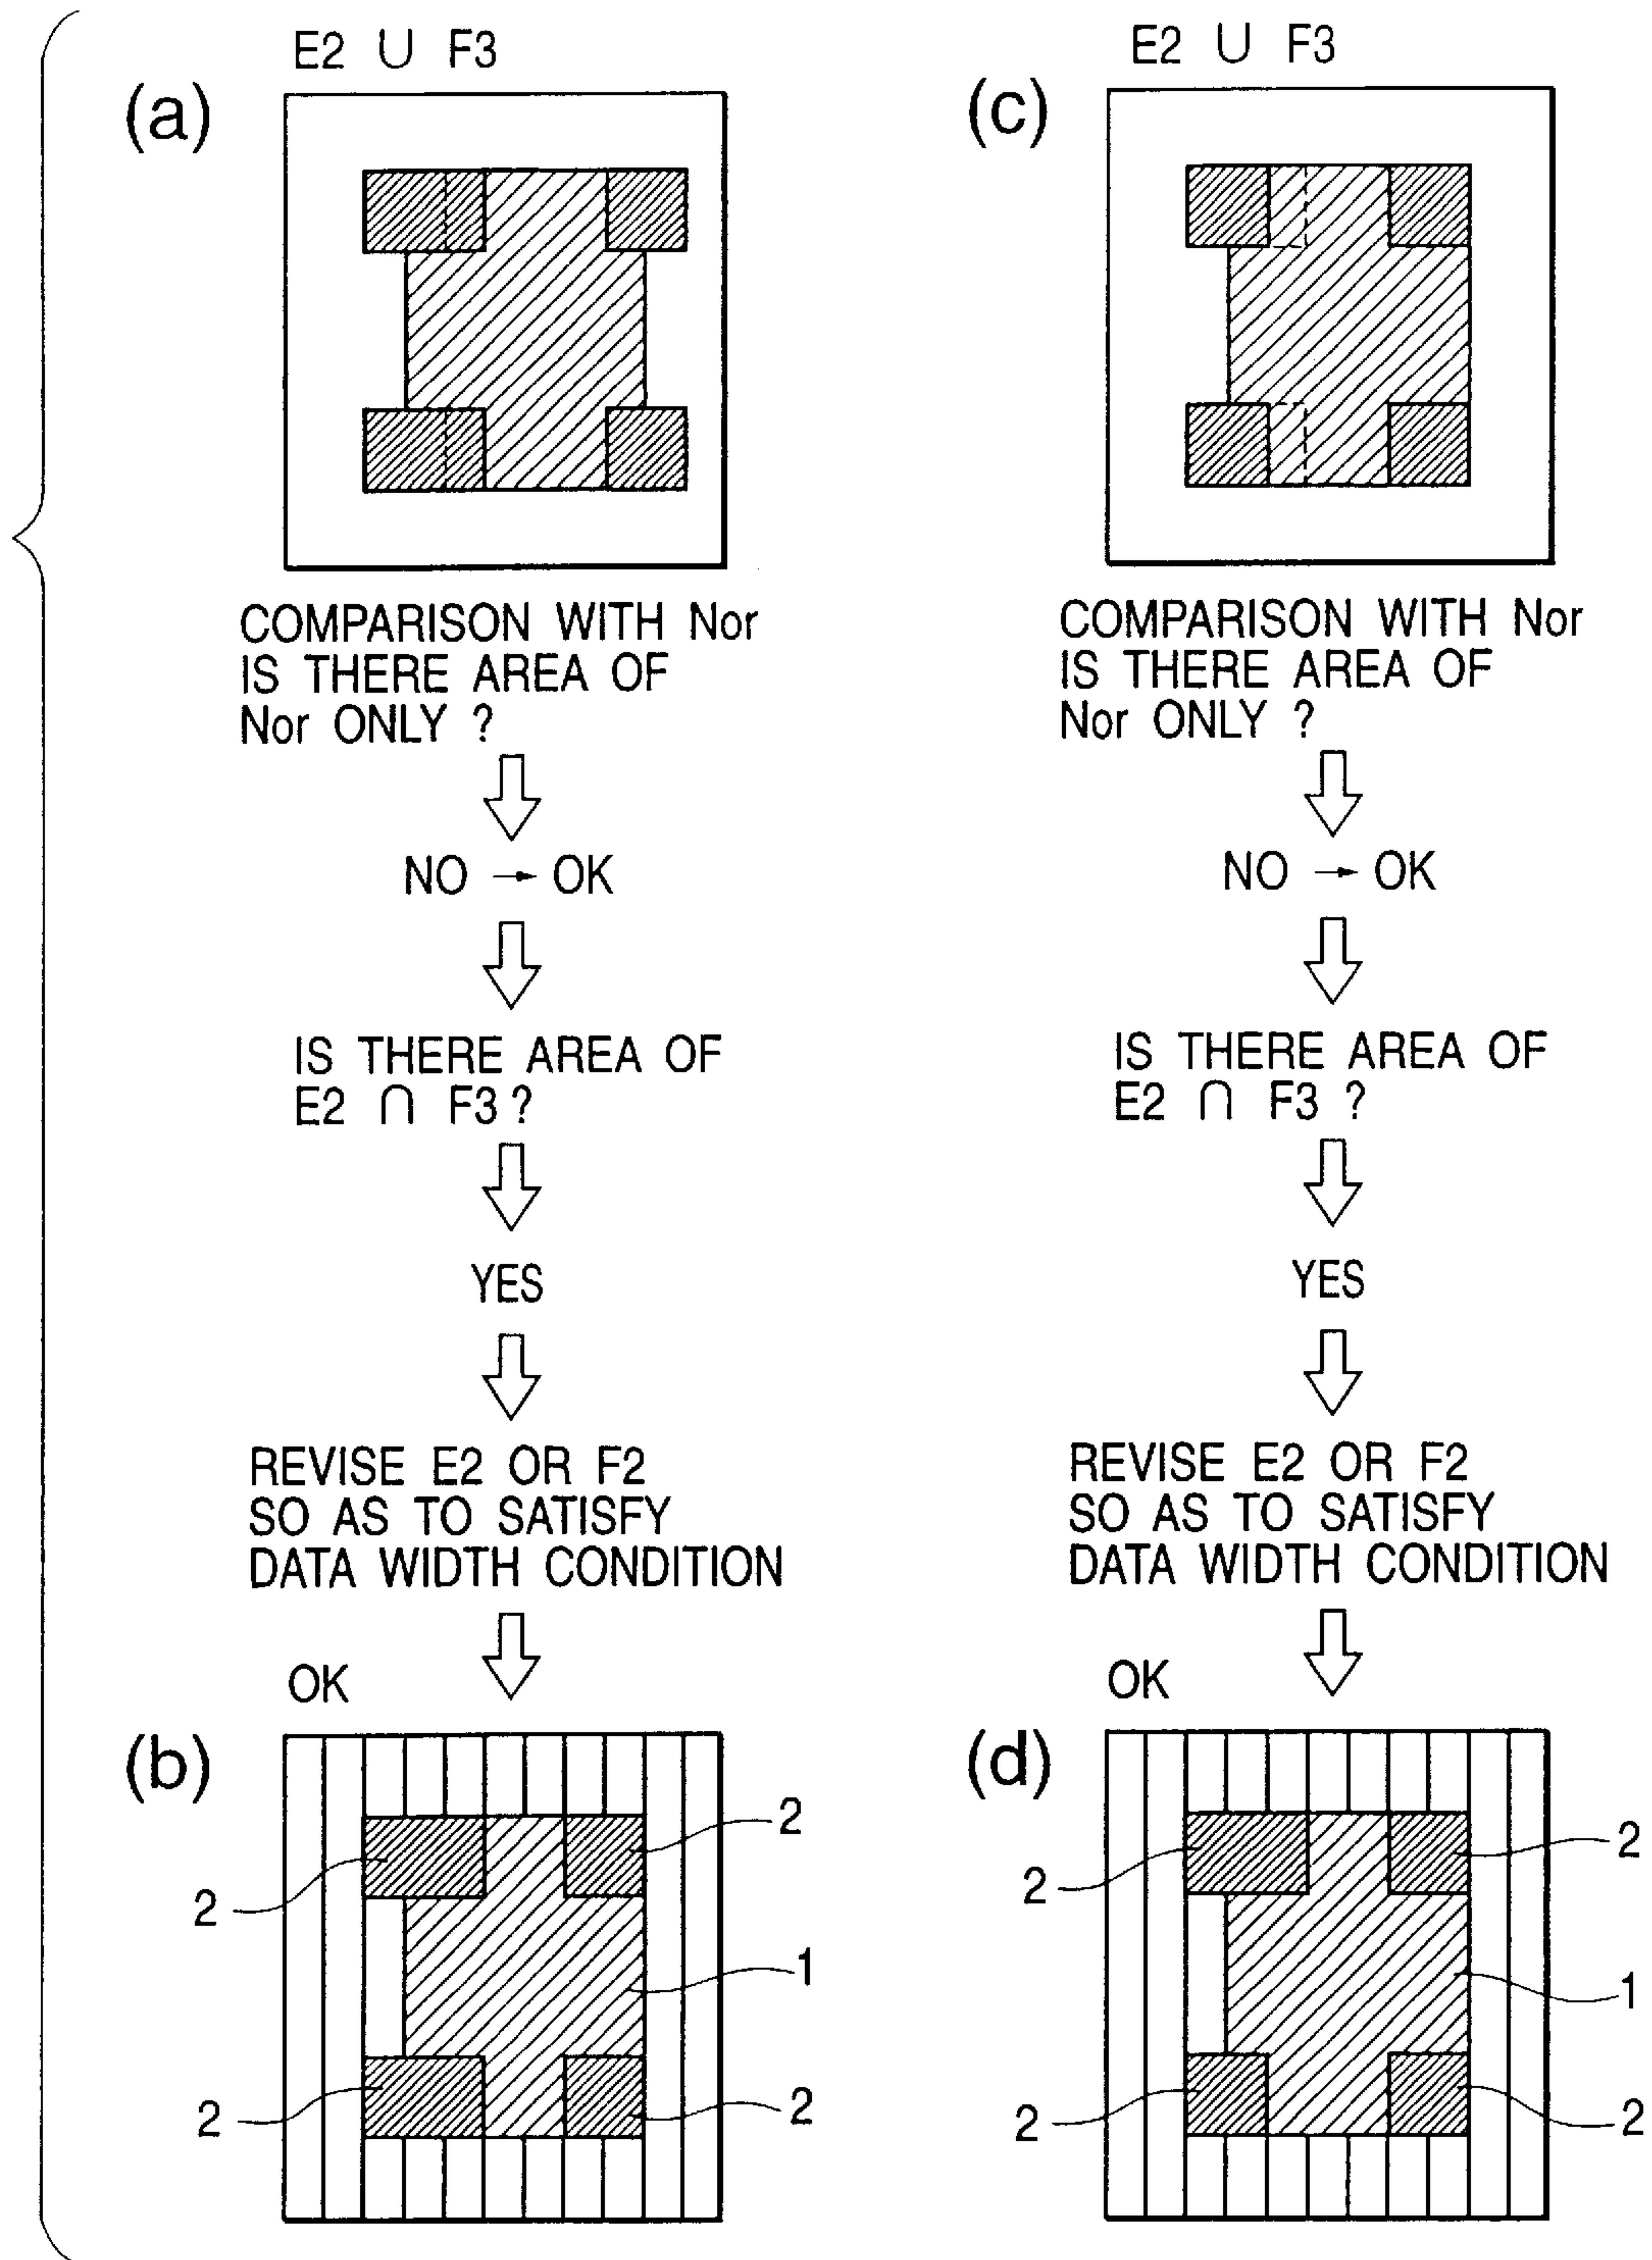 E2 ∪ F3
(a)
COMPARISON WITH Nor
IS THERE AREA OF
Nor ONLY ?
NO → OK
IS THERE AREA OF
E2 ∩ F3 ?
YES
REVISE E2 OR F2
SO AS TO SATISFY
DATA WIDTH CONDITION
OK
(b)
2
2
1
2
2
E2 ∪ F3
(c)
COMPARISON WITH Nor
IS THERE AREA OF
Nor ONLY ?
NO → OK
IS THERE AREA OF
E2 ∩ F3 ?
YES
REVISE E2 OR F2
SO AS TO SATISFY
DATA WIDTH CONDITION
OK
(d)
2
2
1
2
2